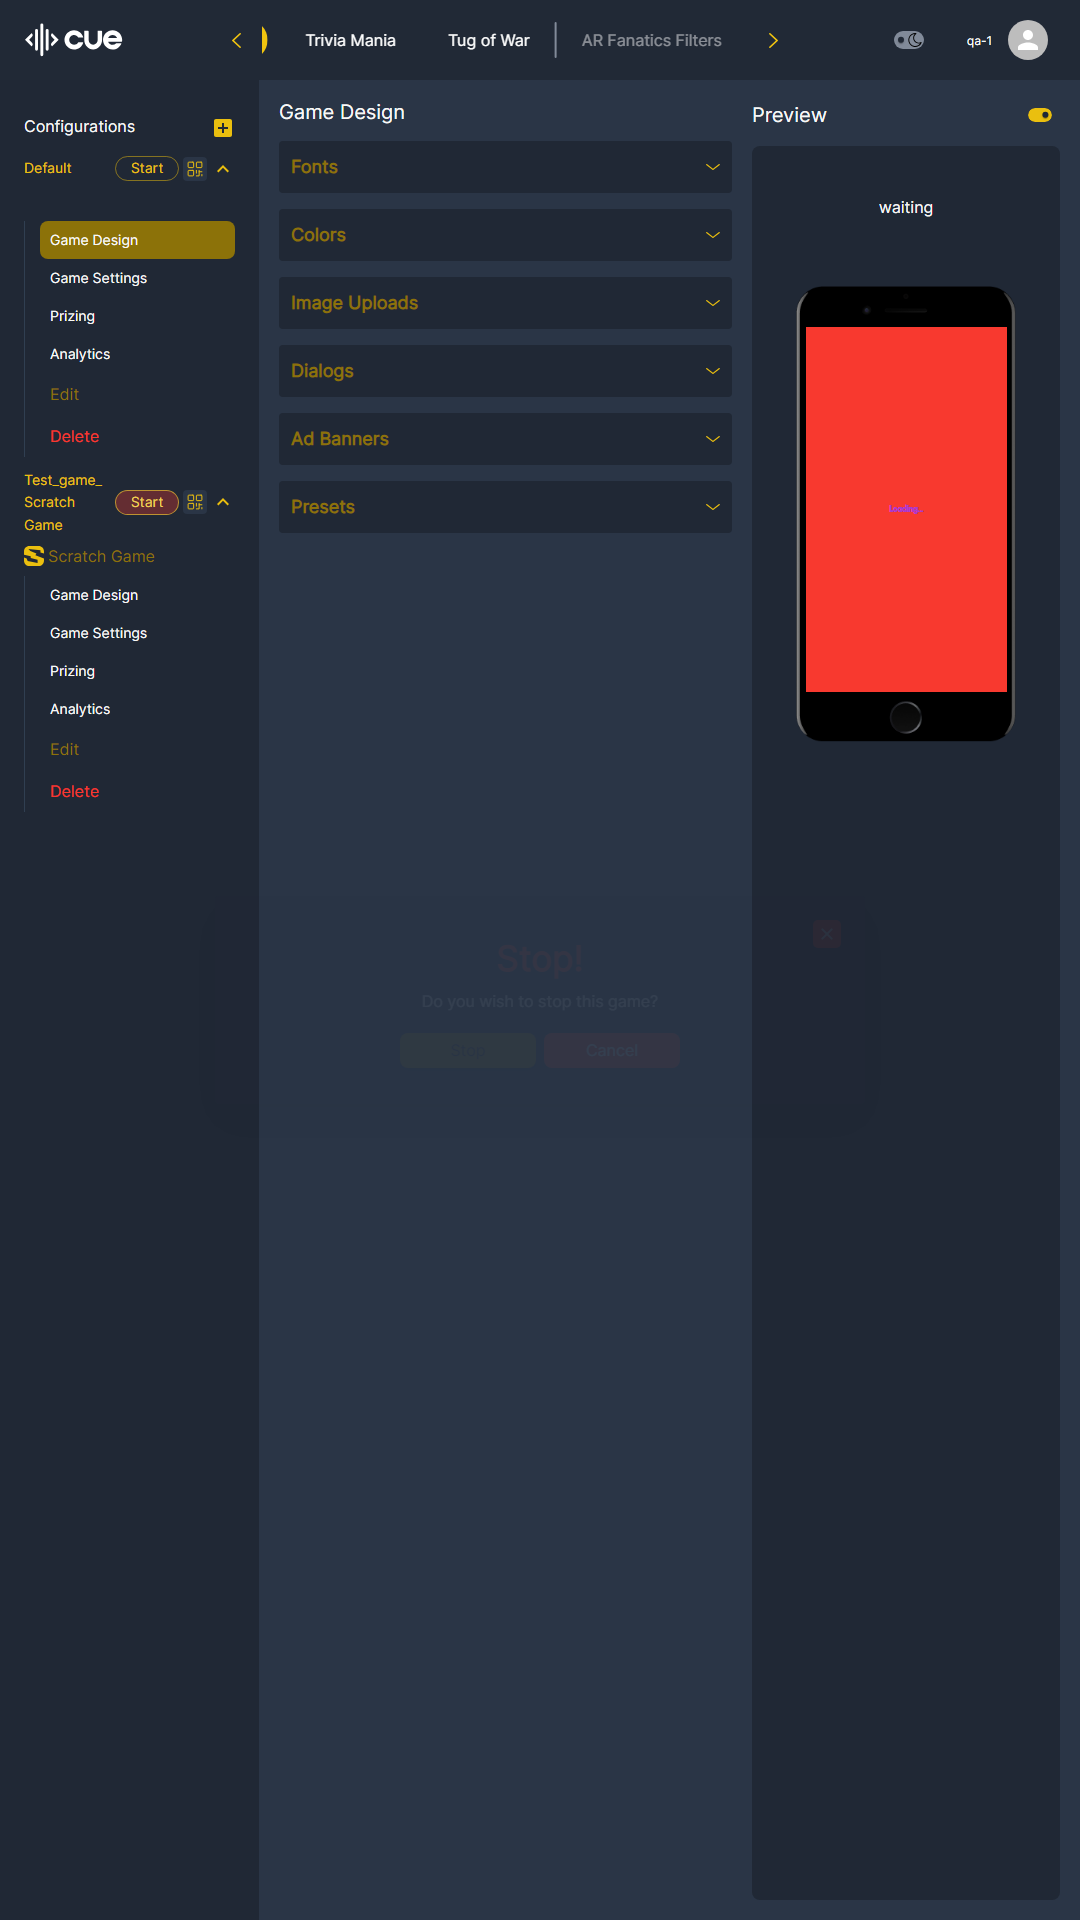 cue
Trivia Mania
Tug of War
AR Fanatics Filters
qa-1
Configurations
Default
Start
Game Design
Game Settings
Prizing
Analytics
Edit
Delete
Test_game_
Scratch
Game
Start
Scratch Game
Game Design
Game Settings
Prizing
Analytics
Edit
Delete
Game Design
Fonts
Colors
Image Uploads
Dialogs
Ad Banners
Presets
Preview
waiting
Loading...
Stop!
Do you wish to stop this game?
Stop
Cancel